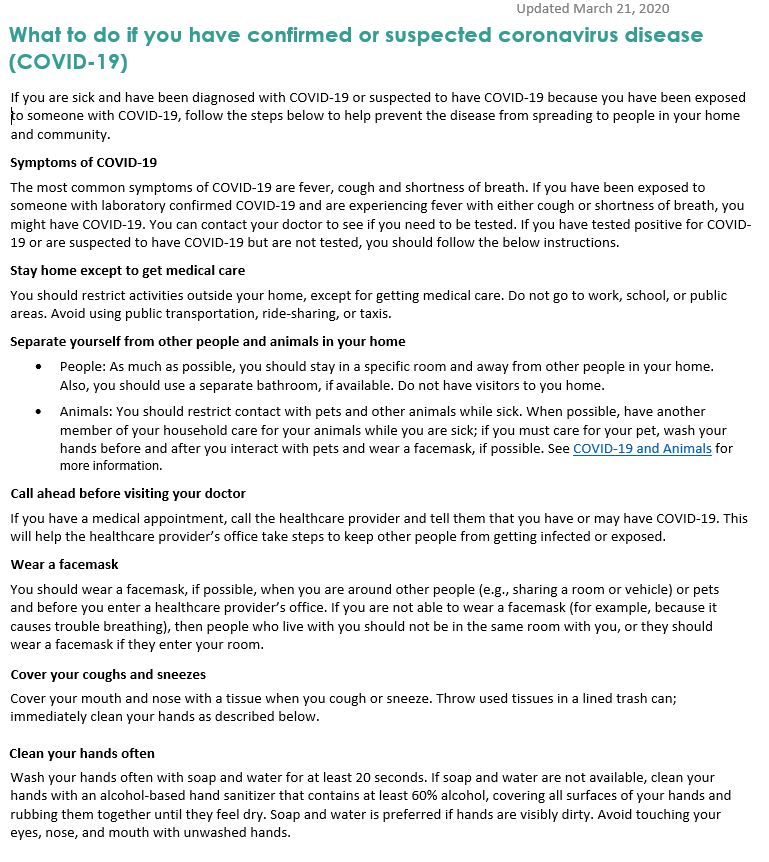 Updated March 21, 2020
What to do if you have confirmed or suspected coronavirus disease
(COVID-19)
If you are sick and have been diagnosed with COVID-19 or suspected to have COVID-19 because you have been exposed
to someone with COVID-19, follow the steps below to help prevent the disease from spreading to people in your home
and community.
Symptoms of COVID-19
The most common symptoms of COVID-19 are fever, cough and shortness of breath. If you have been exposed to
someone with laboratory confirmed COVID-19 and are experiencing fever with either cough or shortness of breath, you
might have COVID-19. You can contact your doctor to see if you need to be tested. If you have tested positive for COVID-
19 or are suspected to have COVID-19 but are not tested, you should follow the below instructions.
Stay home except to get medical care
You should restrict activities outside your home, except for getting medical care. Do not go to work, school, or public
areas. Avoid using public transportation, ride-sharing, or taxis.
Separate yourself from other people and animals in your home
• People: As much as possible, you should stay in a specific room and away from other people in your home.
Also, you should use a separate bathroom, if available. Do not have visitors to you home.
• Animals: You should restrict contact with pets and other animals while sick. When possible, have another
member of your household care for your animals while you are sick; if you must care for your pet, wash your
hands before and after you interact with pets and wear a facemask, if possible. See COVID-19 and Animals for
more information.
Call ahead before visiting your doctor
If you have a medical appointment, call the healthcare provider and tell them that you have or may have COVID-19. This
will help the healthcare provider’s office take steps to keep other people from getting infected or exposed.
Wear a facemask
You should wear a facemask, if possible, when you are around other people (e.g., sharing a room or vehicle) or pets
and before you enter a healthcare provider’s office. If you are not able to wear a facemask (for example, because it
causes trouble breathing), then people who live with you should not be in the same room with you, or they should
wear a facemask if they enter your room.
Cover your coughs and sneezes
Cover your mouth and nose with a tissue when you cough or sneeze. Throw used tissues in a lined trash can;
immediately clean your hands as described below.
Clean your hands often
Wash your hands often with soap and water for at least 20 seconds. If soap and water are not available, clean your
hands with an alcohol-based hand sanitizer that contains at least 60% alcohol, covering all surfaces of your hands and
rubbing them together until they feel dry. Soap and water is preferred if hands are visibly dirty. Avoid touching your
eyes, nose, and mouth with unwashed hands.